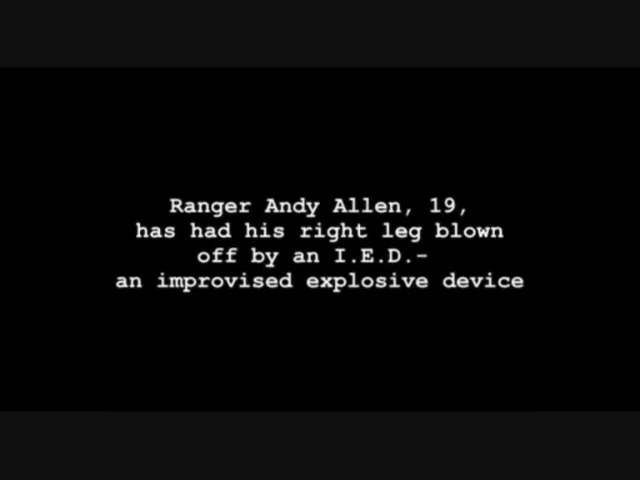 Ranger Andy Allen, 19,
has had his right leg blown
off by an I.E.D.-
an improvised explosive device